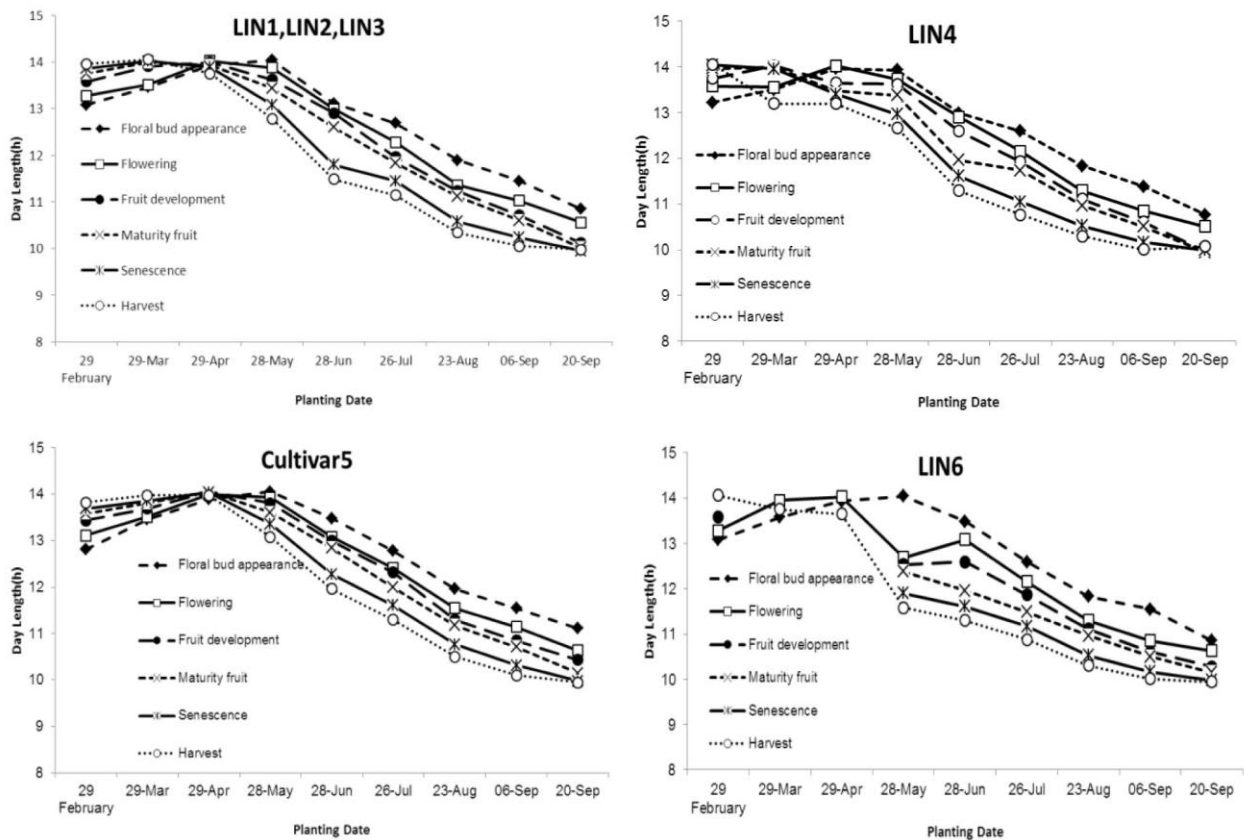 LIN1,LIN2,LIN3
15
14
13
12
11
10
9
8
Day Length(h)
Floral bud appearance
Flowering
Fruit development
Maturity fruit
Senescence
Harvest
29 February
29-Mar
29-Apr
28-May
28-Jun
26-Jul
23-Aug
06-Sep
20-Sep
Planting Date
LIN4
15
14
13
12
11
10
9
8
Day Length(h)
Floral bud appearance
Flowering
Fruit development
Maturity fruit
Senescence
Harvest
29 February
29-Mar
29-Apr
28-May
28-Jun
26-Jul
23-Aug
06-Sep
20-Sep
Planting Date
Cultivar5
15
14
13
12
11
10
9
8
Day Length(h)
Floral bud appearance
Flowering
Fruit development
Maturity fruit
Senescence
Harvest
29 February
29-Mar
29-Apr
28-May
28-Jun
26-Jul
23-Aug
06-Sep
20-Sep
Planting Date
LIN6
15
14
13
12
11
10
9
8
Day Length(h)
Floral bud appearance
Flowering
Fruit development
Maturity fruit
Senescence
Harvest
29 February
29-Mar
29-Apr
28-May
28-Jun
26-Jul
23-Aug
06-Sep
20-Sep
Planting Date